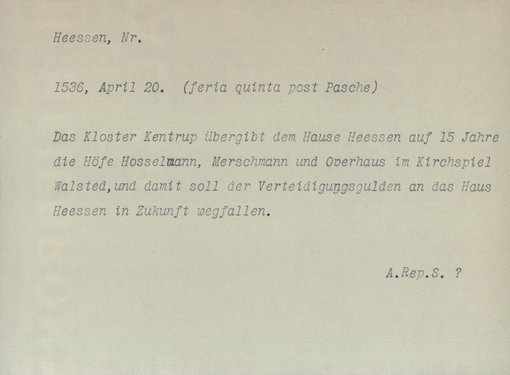 Heessen, Nr.
1536, April 20. (feria quinta post Pasche)
Das Kloster Kentrup übergibt dem Hause Heessen auf 15 Jahre
die Höfe Hosselmann, Merschmann und Overhaus im Kirchspiel
Walsted,und damit soll der Verteidigungsgulden an das Haus
Heessen in Zukunft wegfallen.
A.Rep.S. ?